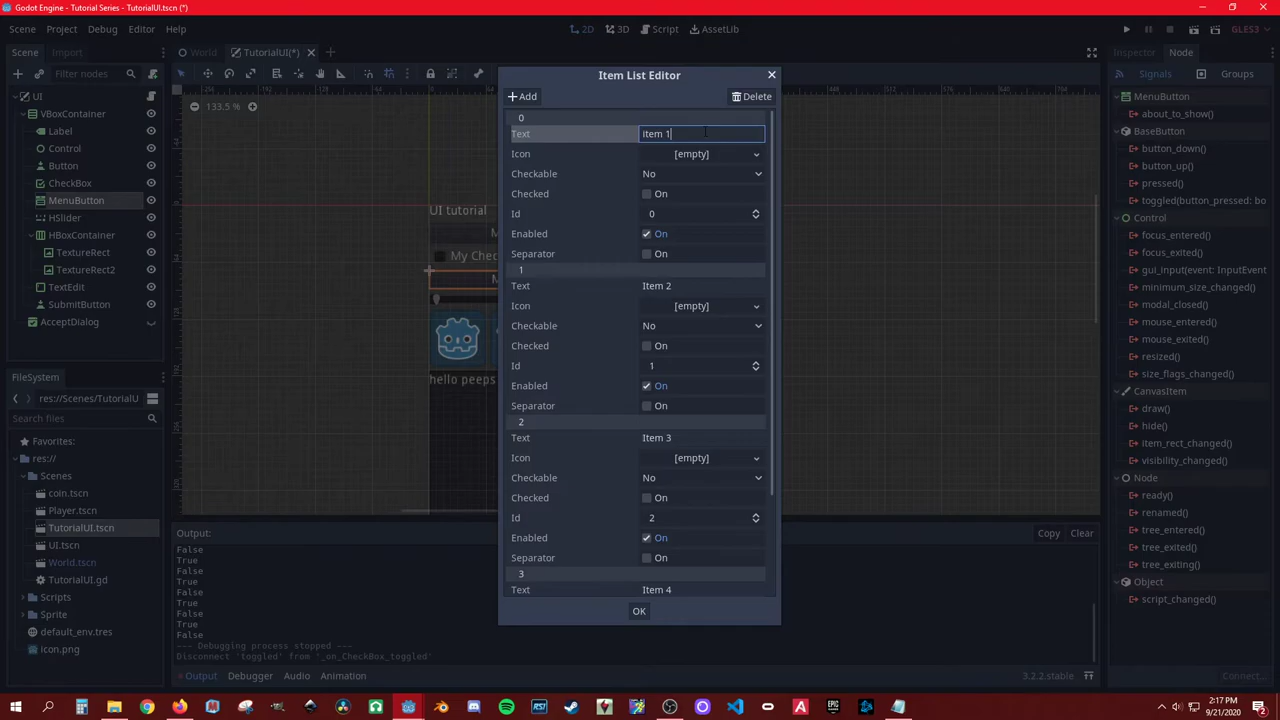 Godot Engine - Tutorial Series - TutorialUI.tscn (*)
Scene Project Debug Editor Help
2D 3D Script AssetLib
GLES3
Scene Import
World TutorialUI(*)
Inspector Node
Filter nodes
Signals Groups
133.5 %
UI
VBoxContainer
Label
Control
Button
CheckBox
MenuButton
HSlider
HBoxContainer
TextureRect
TextureRect2
TextEdit
SubmitButton
AcceptDialog
FileSystem
res://Scenes/TutorialU
Search files
Favorites:
res://
Scenes
coin.tscn
Player.tscn
TutorialUI.tscn
UI.tscn
World.tscn
TutorialUI.gd
Scripts
Sprite
default_env.tres
icon.png
UI tutorial
My Check
hello peeps
Item List Editor
Add Delete
0
Text item 1
Icon [empty]
Checkable No
Checked On
Id 0
Enabled On
Separator On
1
Text Item 2
Icon [empty]
Checkable No
Checked On
Id 1
Enabled On
Separator On
2
Text Item 3
Icon [empty]
Checkable No
Checked On
Id 2
Enabled On
Separator On
3
Text Item 4
OK
Output:
Copy Clear
False
True
False
True
False
True
False
True
False
--- Debugging process stopped ---
Disconnect 'toggled' from '_on_CheckBox_toggled'
Output Debugger Audio Animation
3.2.2.stable
MenuButton
about_to_show()
BaseButton
button_down()
button_up()
pressed()
toggled(button_pressed: bo
Control
focus_entered()
focus_exited()
gui_input(event: InputEvent
minimum_size_changed()
modal_closed()
mouse_entered()
mouse_exited()
resized()
size_flags_changed()
CanvasItem
draw()
hide()
item_rect_changed()
visibility_changed()
Node
ready()
renamed()
tree_entered()
tree_exited()
tree_exiting()
Object
script_changed()
Connect...
2:17 PM
9/21/2020